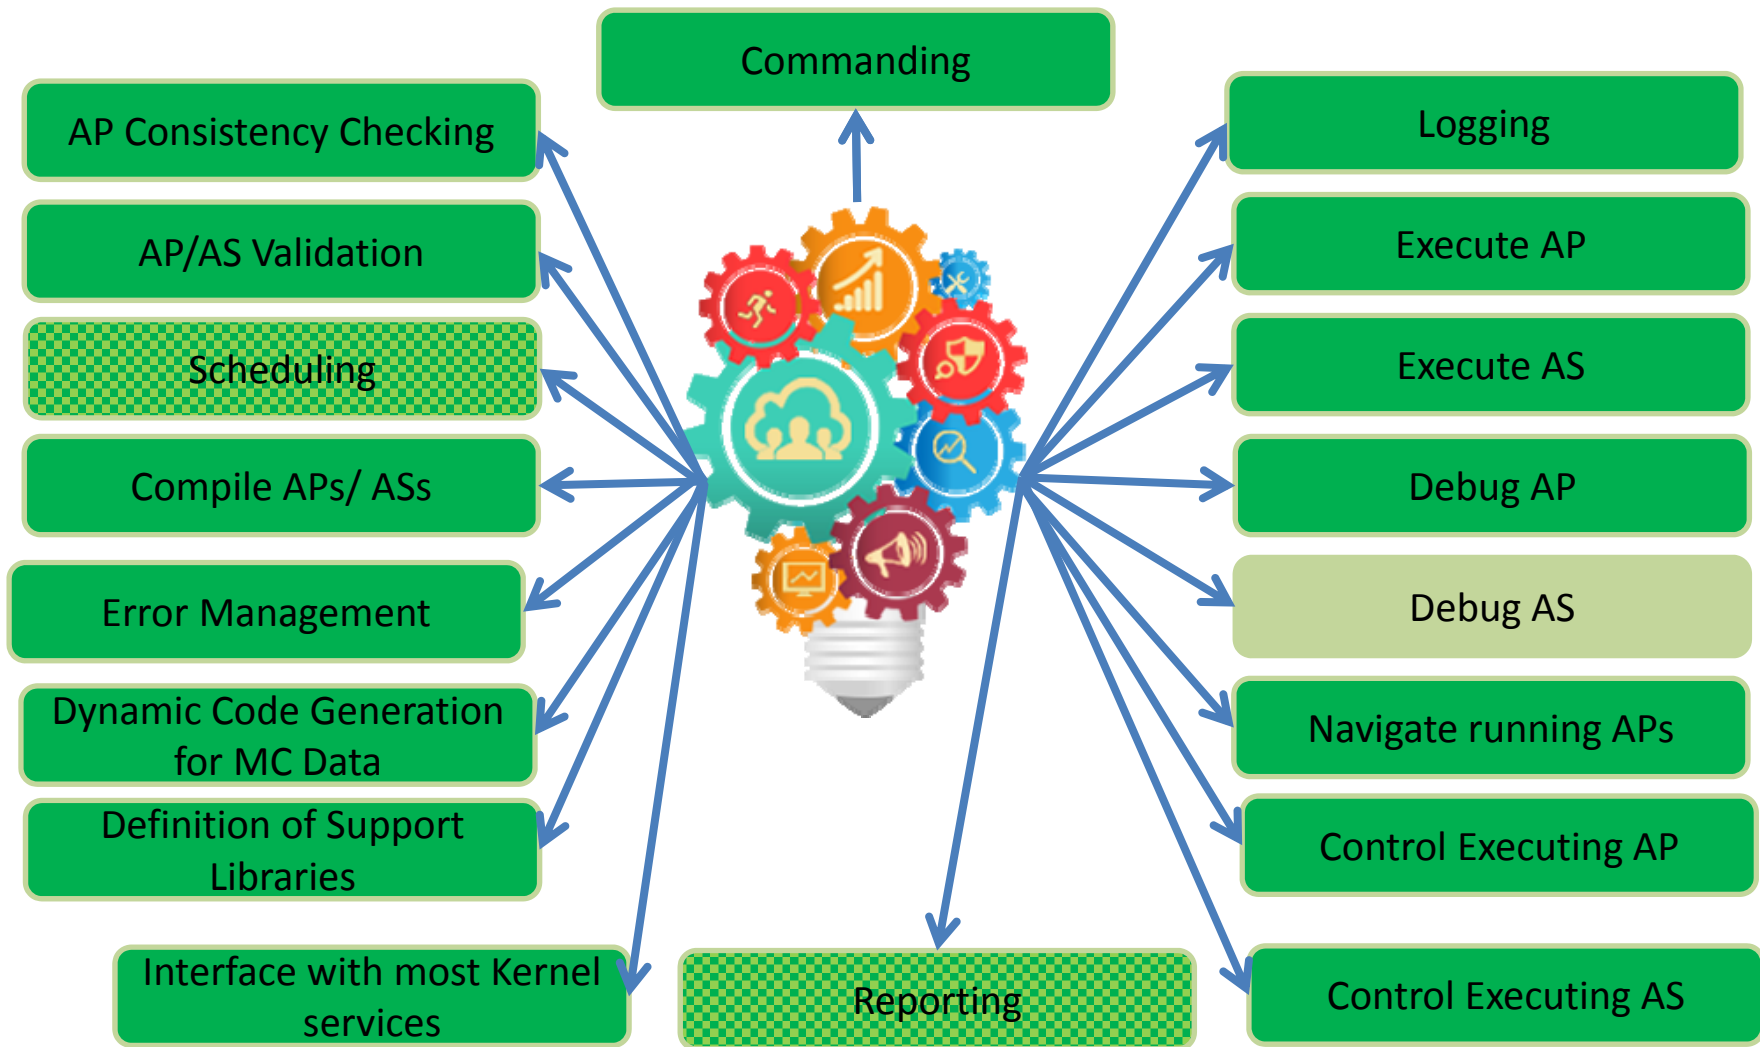 Commanding
AP Consistency Checking
AP/AS Validation
Scheduling
Compile APs/ ASs
Error Management
Dynamic Code Generation
for MC Data
Definition of Support
Libraries
Interface with most Kernel
services
Reporting
Logging
Execute AP
Execute AS
Debug AP
Debug AS
Navigate running APs
Control Executing AP
Control Executing AS